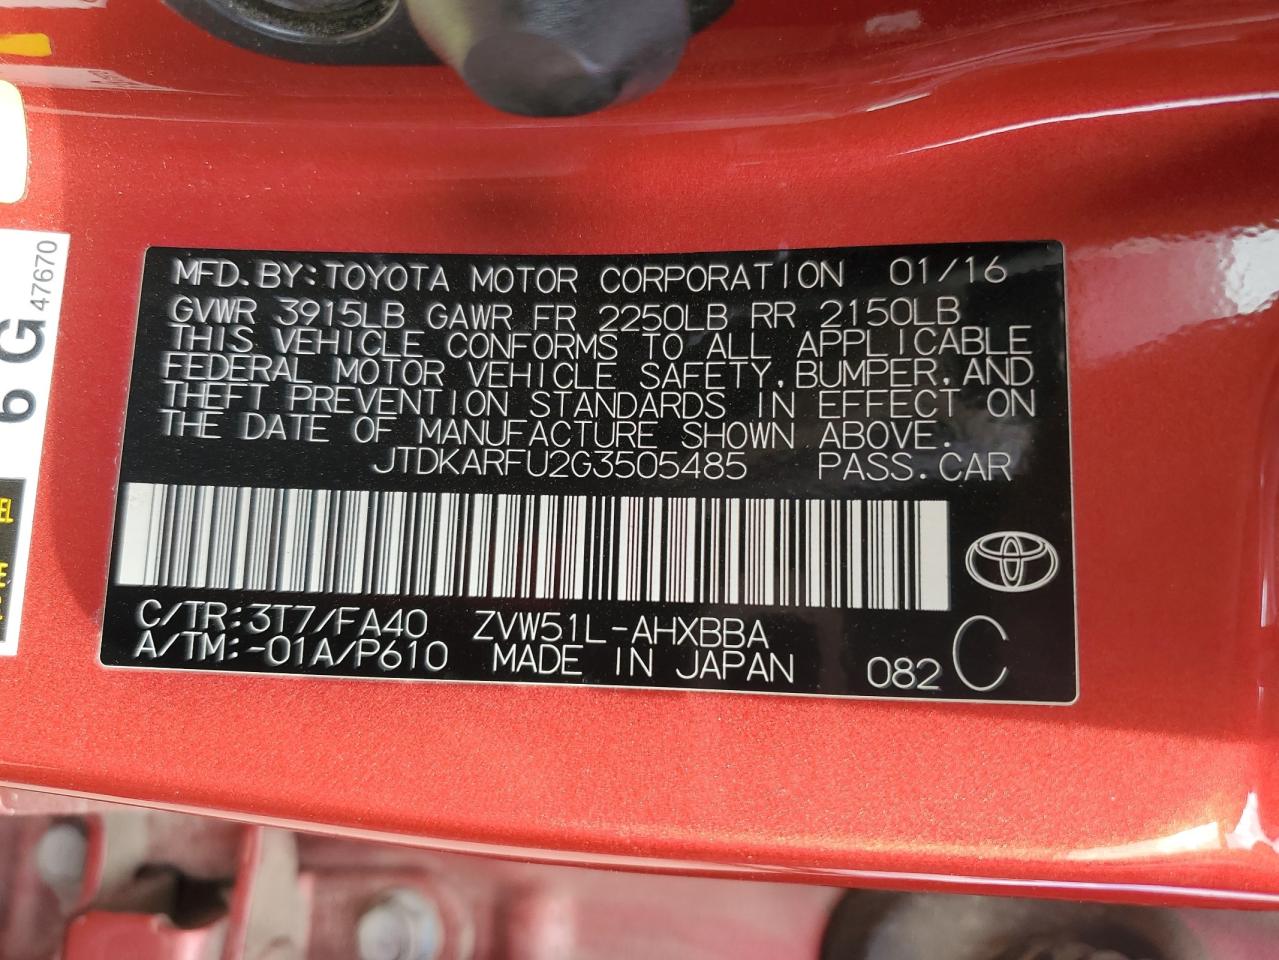 MFD. BY: TOYOTA MOTOR CORPORATION 01/16
GVWR 3915LB GAWR FR 2250LB RR 2150LB
THIS VEHICLE CONFORMS TO ALL APPLICABLE
FEDERAL MOTOR VEHICLE SAFETY, BUMPER, AND
THEFT PREVENTION STANDARDS IN EFFECT ON
THE DATE OF MANUFACTURE SHOWN ABOVE.
JTDKARFU2G3505485 PASS. CAR
C/TR: 3T7/FA40 ZVW51L-AHXBBA
A/TM: -01A/P610 MADE IN JAPAN 082 C
6 G
47670